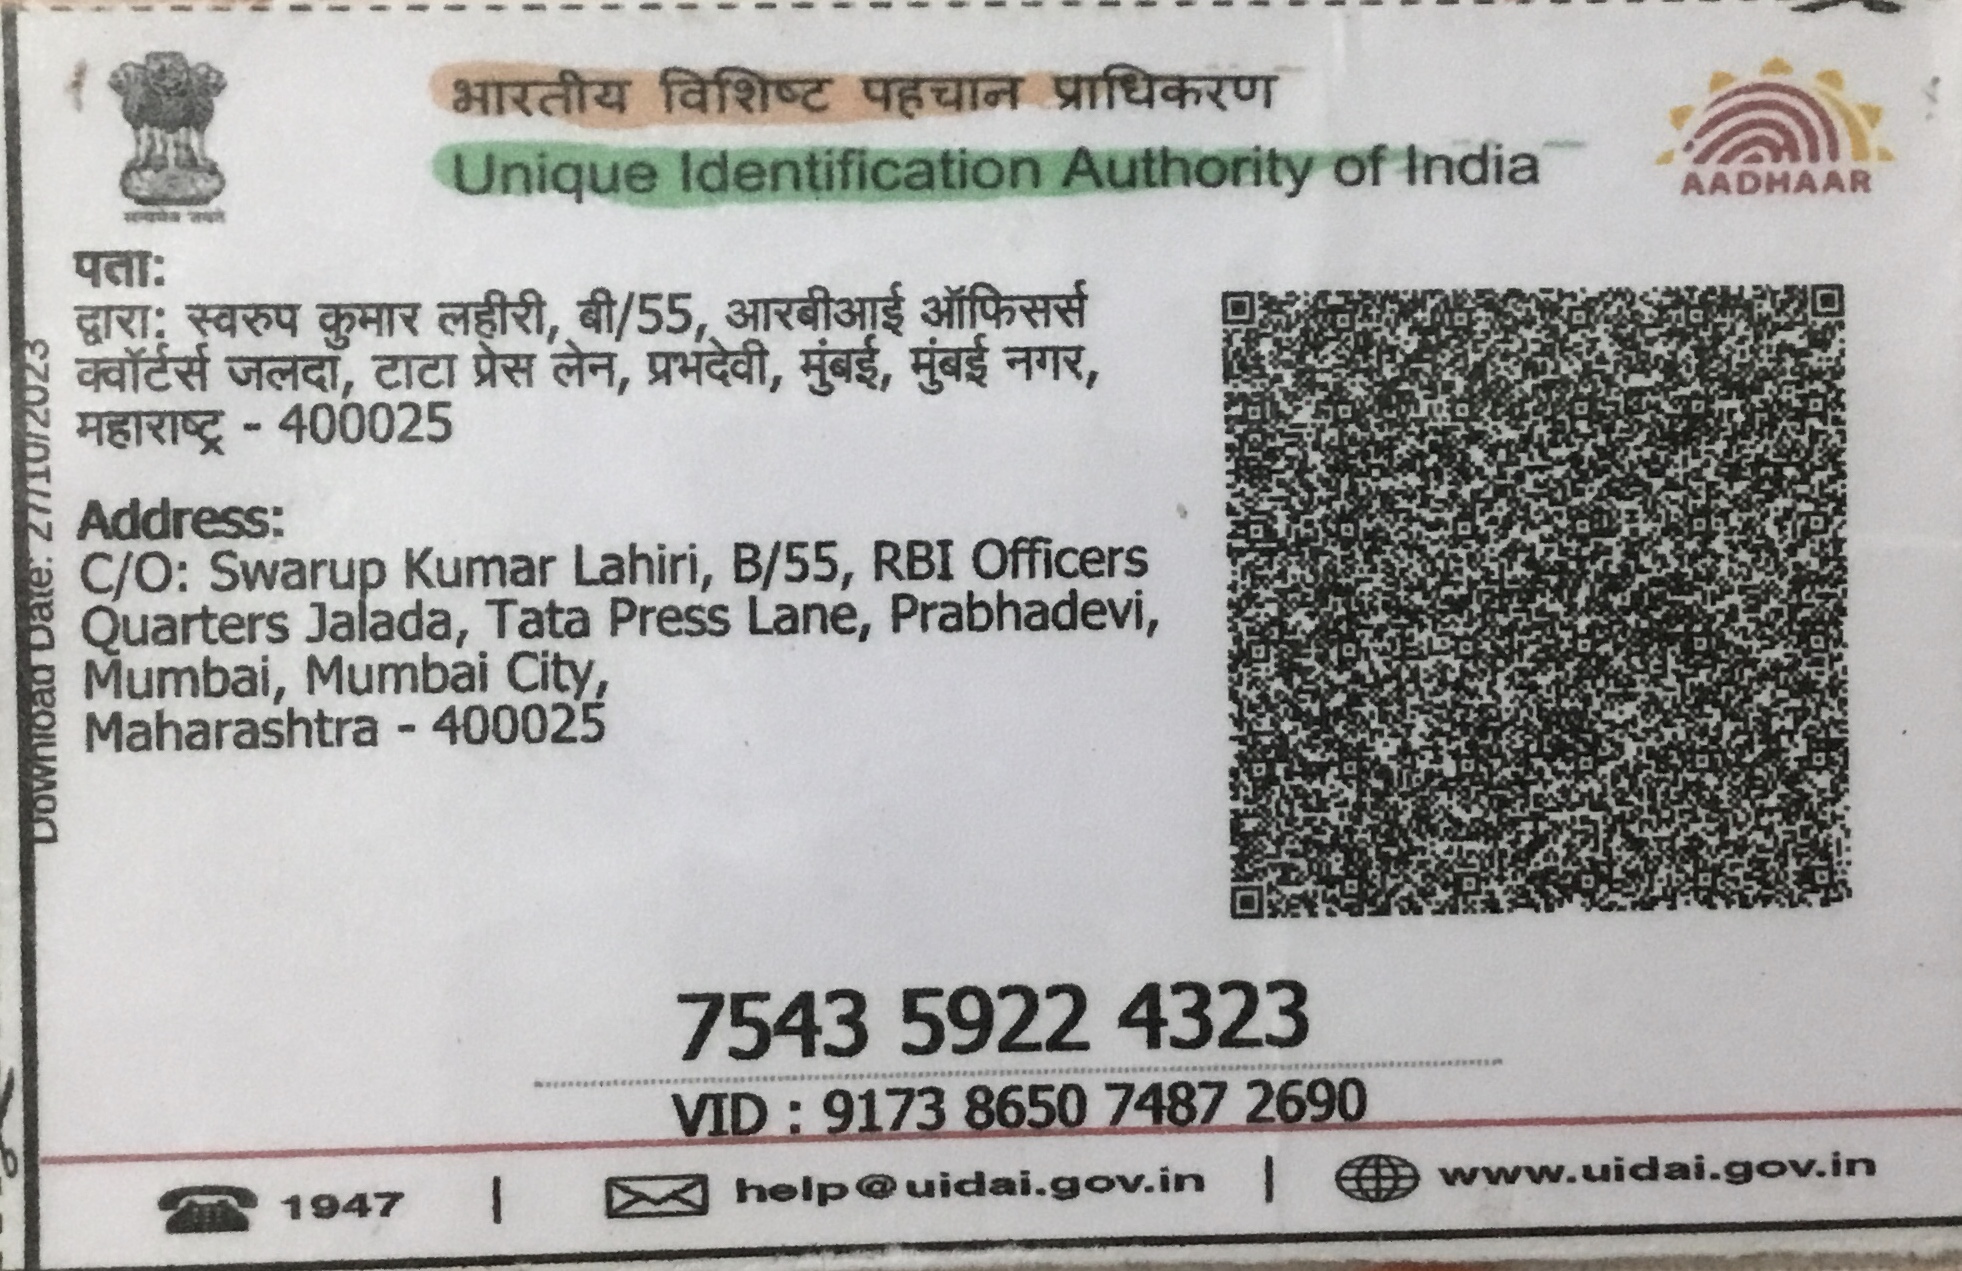 भारतीय विशिष्ट पहचान प्राधिकरण
Unique Identification Authority of India
AADHAAR
सत्यमेव जयते
पता:
द्वारा: स्वरुप कुमार लहीरी, बी/55, आरबीआई ऑफिसर्स
क्वॉर्टर्स जलदा, टाटा प्रेस लेन, प्रभदेवी, मुंबई, मुंबई नगर,
महाराष्ट्र - 400025
Address:
C/O: Swarup Kumar Lahiri, B/55, RBI Officers
Quarters Jalada, Tata Press Lane, Prabhadevi,
Mumbai, Mumbai City,
Maharashtra - 400025
Download Date: 27/10/2023
7543 5922 4323
VID : 9173 8650 7487 2690
1947 | help@uidai.gov.in | www.uidai.gov.in